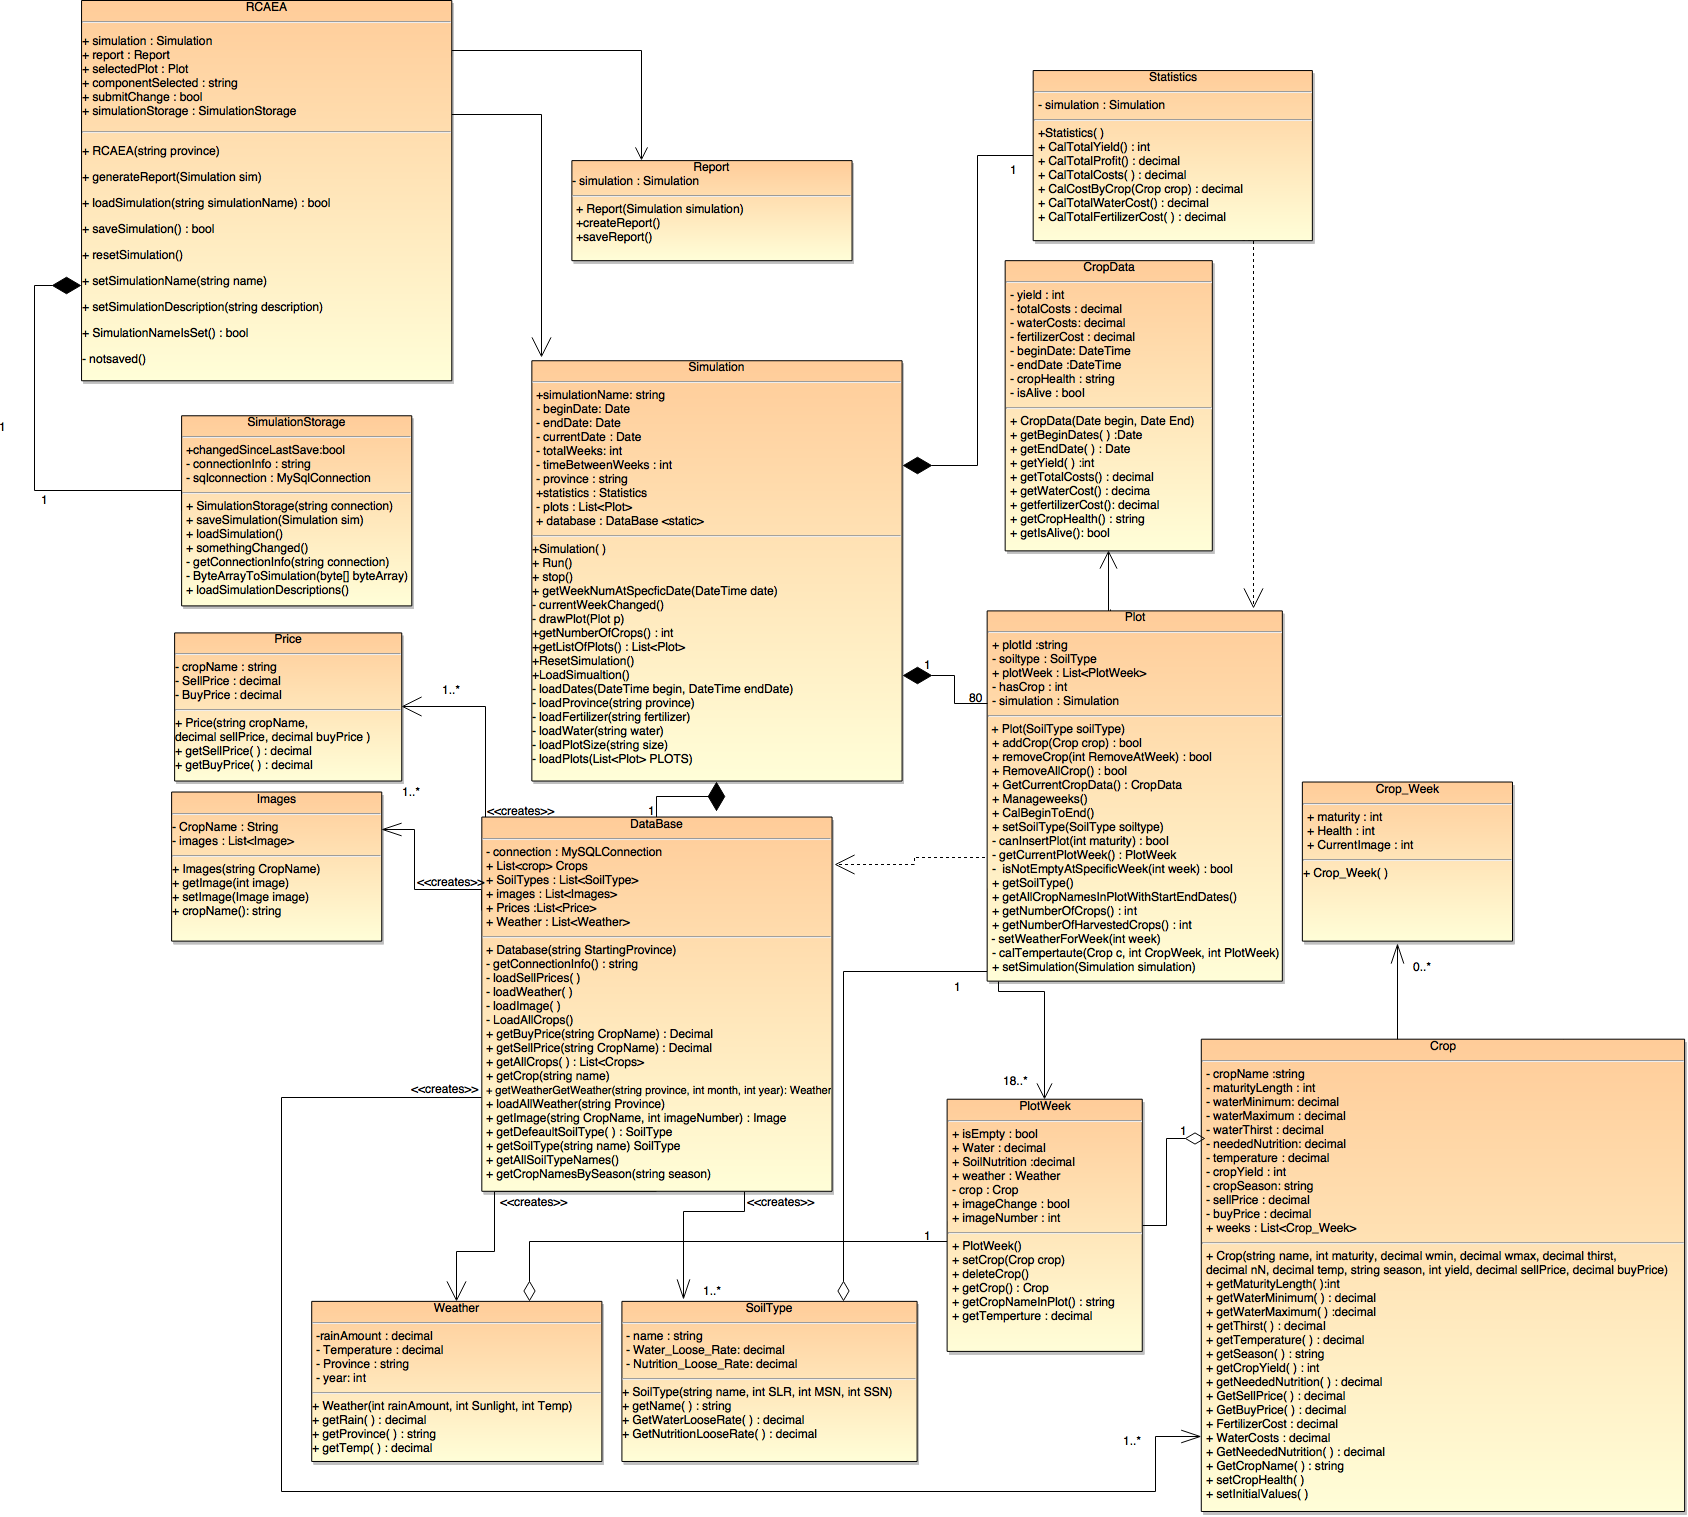 RCAEA
+ simulation : Simulation
+ report : Report
+ selectedPlot : Plot
+ componentSelected : string
+ submitChange : bool
+ simulationStorage : SimulationStorage
+ RCAEA(string province)
+ generateReport(Simulation sim)
+ loadSimulation(string simulationName) : bool
+ saveSimulation() : bool
+ resetSimulation()
+ setSimulationName(string name)
+ setSimulationDescription(string description)
+ SimulationNameIsSet() : bool
- notsaved()
1
1
Report
- simulation : Simulation
+ Report(Simulation simulation)
+createReport()
+saveReport()
Statistics
- simulation : Simulation
+Statistics( )
+ CalTotalYield() : int
+ CalTotalProfit() : decimal
+ CalTotalCosts( ) : decimal
+ CalCostByCrop(Crop crop) : decimal
+ CalTotalWaterCost() : decimal
+ CalTotalFertilizerCost( ) : decimal
1
CropData
- yield : int
- totalCosts : decimal
- waterCosts: decimal
- fertilizerCost : decimal
- beginDate: DateTime
- endDate :DateTime
- cropHealth : string
- isAlive : bool
+ CropData(Date begin, Date End)
+ getBeginDates( ) :Date
+ getEndDate( ) : Date
+ getYield( ) :int
+ getTotalCosts( ) : decimal
+ getWaterCost() : decima
+ getfertilizerCost(): decimal
+ getCropHealth() : string
+ getIsAlive(): bool
SimulationStorage
+changedSinceLastSave:bool
- connectionInfo : string
- sqlconnection : MySqlConnection
+ SimulationStorage(string connection)
+ saveSimulation(Simulation sim)
+ loadSimulation()
+ somethingChanged()
- getConnectionInfo(string connection)
- ByteArrayToSimulation(byte[] byteArray)
+ loadSimulationDescriptions()
Simulation
+simulationName: string
- beginDate: Date
- endDate: Date
- currentDate : Date
- totalWeeks: int
- timeBetweenWeeks : int
- province : string
+statistics : Statistics
- plots : List<Plot>
+ database : DataBase <static>
+Simulation( )
+ Run()
+ stop()
+ getWeekNumAtSpecficDate(DateTime date)
- currentWeekChanged()
- drawPlot(Plot p)
+getNumberOfCrops() : int
+getListOfPlots() : List<Plot>
+ResetSimulation()
+LoadSimualtion()
- loadDates(DateTime begin, DateTime endDate)
- loadProvince(string province)
- loadFertilizer(string fertilizer)
- loadWater(string water)
- loadPlotSize(string size)
- loadPlots(List<Plot> PLOTS)
1
80
1
Price
- cropName : string
- SellPrice : decimal
- BuyPrice : decimal
+ Price(string cropName,
decimal sellPrice, decimal buyPrice )
+ getSellPrice( ) : decimal
+ getBuyPrice( ) : decimal
1..*
Images
- CropName : String
- images : List<Image>
+ Images(string CropName)
+ getImage(int image)
+ setImage(Image image)
+ cropName(): string
1..*
<<creates>>
<<creates>>
Plot
+ plotId :string
- soiltype : SoilType
+ plotWeek : List<PlotWeek>
- hasCrop : int
- simulation : Simulation
+ Plot(SoilType soilType)
+ addCrop(Crop crop) : bool
+ removeCrop(int RemoveAtWeek) : bool
+ RemoveAllCrop() : bool
+ GetCurrentCropData() : CropData
+ Manageweeks()
+ CalBeginToEnd()
+ setSoilType(SoilType soiltype)
- canInsertPlot(int maturity) : bool
- getCurrentPlotWeek() : PlotWeek
- isNotEmptyAtSpecificWeek(int week) : bool
+ getSoilType()
+ getAllCropNamesInPlotWithStartEndDates()
+ getNumberOfCrops() : int
+ getNumberOfHarvestedCrops() : int
- setWeatherForWeek(int week)
- calTempertaute(Crop c, int CropWeek, int PlotWeek)
+ setSimulation(Simulation simulation)
1
18..*
Crop_Week
+ maturity : int
+ Health : int
+ CurrentImage : int
+ Crop_Week( )
0..*
DataBase
- connection : MySQLConnection
+ List<crop> Crops
+ SoilTypes : List<SoilType>
+ images : List<Images>
+ Prices :List<Price>
+ Weather : List<Weather>
+ Database(string StartingProvince)
- getConnectionInfo() : string
- loadSellPrices( )
- loadWeather( )
- loadImage( )
- LoadAllCrops()
+ getBuyPrice(string CropName) : Decimal
+ getSellPrice(string CropName) : Decimal
+ getAllCrops( ) : List<Crops>
+ getCrop(string name)
+ getWeatherGetWeather(string province, int month, int year): Weather
+ loadAllWeather(string Province)
+ getImage(string CropName, int imageNumber) : Image
+ getDefeaultSoilType( ) : SoilType
+ getSoilType(string name) SoilType
+ getAllSoilTypeNames()
+ getCropNamesBySeason(string season)
<<creates>>
<<creates>>
<<creates>>
PlotWeek
+ isEmpty : bool
+ Water : decimal
+ SoilNutrition :decimal
+ weather : Weather
- crop : Crop
+ imageChange : bool
+ imageNumber : int
+ PlotWeek()
+ setCrop(Crop crop)
+ deleteCrop()
+ getCrop() : Crop
+ getCropNameInPlot() : string
+ getTemperture : decimal
1
1
Crop
- cropName :string
- maturityLength : int
- waterMinimum: decimal
- waterMaximum : decimal
- waterThirst : decimal
- neededNutrition: decimal
- temperature : decimal
- cropYield : int
- cropSeason: string
- sellPrice : decimal
- buyPrice : decimal
+ weeks : List<Crop_Week>
+ Crop(string name, int maturity, decimal wmin, decimal wmax, decimal thirst,
decimal nN, decimal temp, string season, int yield, decimal sellPrice, decimal buyPrice)
+ getMaturityLength( ):int
+ getWaterMinimum( ) : decimal
+ getWaterMaximum( ) :decimal
+ getThirst( ) : decimal
+ getTemperature( ) : decimal
+ getSeason( ) : string
+ getCropYield( ) : int
+ getNeededNutrition( ) : decimal
+ GetSellPrice( ) : decimal
+ GetBuyPrice( ) : decimal
+ FertilizerCost : decimal
+ WaterCosts : decimal
+ GetNeededNutrition( ) : decimal
+ GetCropName( ) : string
+ setCropHealth( )
+ setInitialValues( )
1..*
Weather
-rainAmount : decimal
- Temperature : decimal
- Province : string
- year: int
+ Weather(int rainAmount, int Sunlight, int Temp)
+ getRain( ) : decimal
+ getProvince( ) : string
+ getTemp( ) : decimal
1..*
SoilType
- name : string
- Water_Loose_Rate: decimal
- Nutrition_Loose_Rate: decimal
+ SoilType(string name, int SLR, int MSN, int SSN)
+ getName( ) : string
+ GetWaterLooseRate( ) : decimal
+ GetNutritionLooseRate( ) : decimal